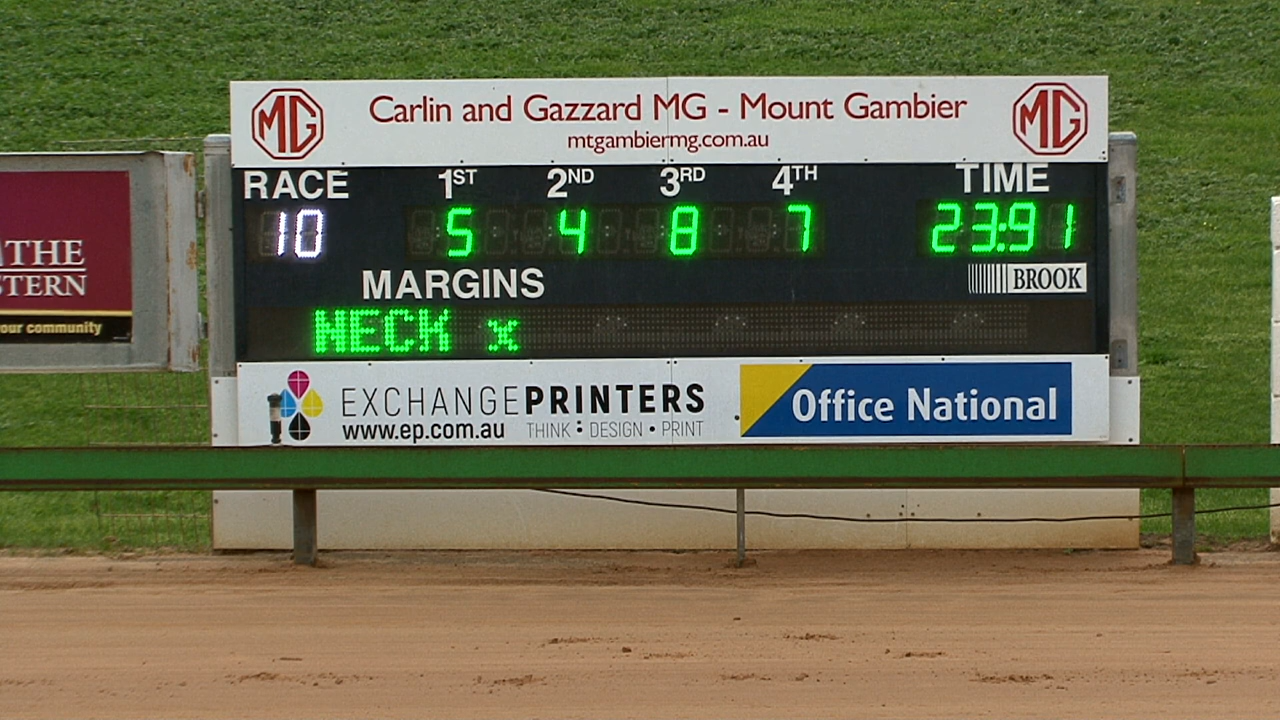 MG Carlin and Gazzard MG - Mount Gambier MG
mtgambiermg.com.au
RACE 1ST 2ND 3RD 4TH TIME
10 5 4 8 7 23:91
MARGINS
BROOK
NECK x
THE
STERN
our community
EXCHANGEPRINTERS
www.ep.com.au THINK : DESIGN • PRINT
Office National